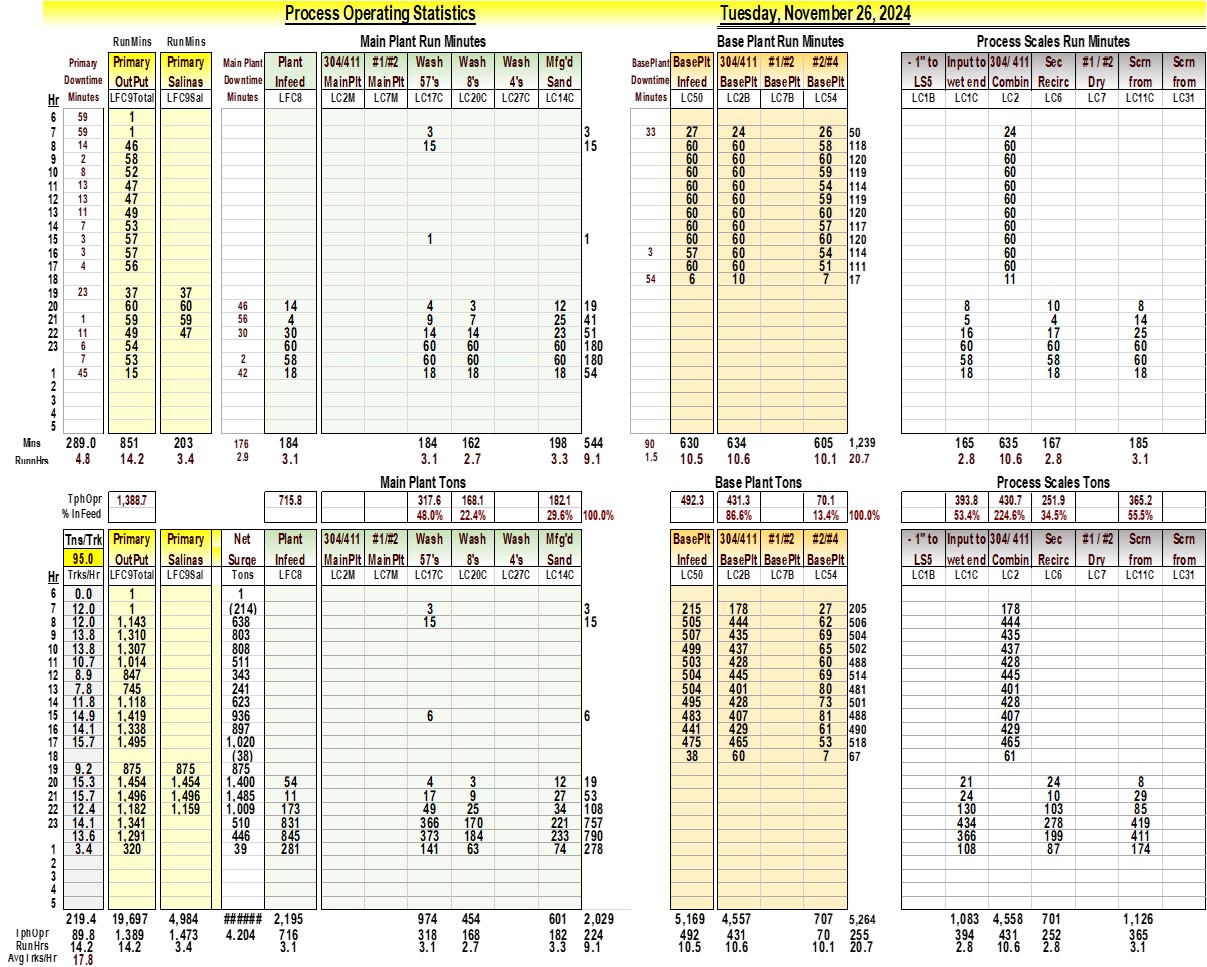 Process Operating Statistics Tuesday, November 26, 2024
RunMins RunMins Main Plant Run Minutes Base Plant Run Minutes Process Scales Run Minutes
Primary Primary Primary Main Plant Plant 304/411 #1/#2 Wash Wash Wash Mfg'd BasePlant BasePlt 304/411 #1/#2 #2/#4 - 1" to Input to 304/ 411 Sec #1 / #2 Scrn Scrn
Downtime OutPut Salinas Downtime Infeed MainPlt MainPlt 57's 8's 4's Sand Downtime Infeed BasePlt BasePlt BasePlt LS5 wet end Combin Recirc Dry from from
Hr Minutes LFC9Total LFC9Sal Minutes LFC8 LC2M LC7M LC17C LC20C LC27C LC14C Minutes LC50 LC2B LC7B LC54 LC1B LC1C LC2 LC6 LC7 LC11C LC31
6 59 1
7 59 1 3 3 33 27 24 26 50 24
8 14 46 15 15 60 60 58 118 60
9 2 58 60 60 60 120 60
10 8 52 60 60 59 119 60
11 13 47 60 60 54 114 60
12 13 47 60 60 59 119 60
13 11 49 60 60 60 120 60
14 7 53 60 60 57 117 60
15 3 57 1 1 60 60 60 120 60
16 3 57 3 57 60 54 114 60
17 4 56 60 60 51 111 60
18 54 6 10 7 17 11
19 23 37 37
20 60 60 46 14 4 3 12 19 8 10 8
21 1 59 59 56 4 9 7 25 41 5 4 14
22 11 49 47 30 30 14 14 23 51 16 17 25
23 6 54 60 60 60 60 180 60 60 60
7 53 2 58 60 60 60 180 58 58 60
1 45 15 42 18 18 18 18 54 18 18 18
2
3
4
5
Mins 289.0 851 203 176 184 184 162 198 544 90 630 634 605 1,239 165 635 167 185
RunnHrs 4.8 14.2 3.4 2.9 3.1 3.1 2.7 3.3 9.1 1.5 10.5 10.6 10.1 20.7 2.8 10.6 2.8 3.1
Main Plant Tons Base Plant Tons Process Scales Tons
TphOpr 1,388.7 715.8 317.6 168.1 182.1 492.3 431.3 70.1 393.8 430.7 251.9 365.2
% InFeed 48.0% 22.4% 29.6% 100.0% 86.6% 13.4% 100.0% 53.4% 224.6% 34.5% 55.5%
Tns/Trk Primary Primary Net Plant 304/411 #1/#2 Wash Wash Wash Mfg'd BasePlt 304/411 #1/#2 #2/#4 - 1" to Input to 304/ 411 Sec #1 / #2 Scrn Scrn
95.0 OutPut Salinas Surge Infeed MainPlt MainPlt 57's 8's 4's Sand Infeed BasePlt BasePlt BasePlt LS5 wet end Combin Recirc Dry from from
Hr Trks/Hr LFC9Total LFC9Sal Tons LFC8 LC2M LC7M LC17C LC20C LC27C LC14C LC50 LC2B LC7B LC54 LC1B LC1C LC2 LC6 LC7 LC11C LC31
6 0.0 1 1
7 12.0 1 (214) 3 3 215 178 27 205 178
8 12.0 1,143 638 15 15 505 444 62 506 444
9 13.8 1,310 803 507 435 69 504 435
10 13.8 1,307 808 499 437 65 502 437
11 10.7 1,014 511 503 428 60 488 428
12 8.9 847 343 504 445 69 514 445
13 7.8 745 241 504 401 80 481 401
14 11.8 1,118 623 495 428 73 501 428
15 14.9 1,419 936 6 6 483 407 81 488 407
16 14.1 1,338 897 441 429 61 490 429
17 15.7 1,495 1,020 475 465 53 518 465
18 (38) 38 60 7 67 61
19 9.2 875 875 875
20 15.3 1,454 1,454 1,400 54 4 3 12 19 21 24 8
21 15.7 1,496 1,496 1,485 11 17 9 27 53 24 10 29
22 12.4 1,182 1,159 1,009 173 49 25 34 108 130 103 85
23 14.1 1,341 510 831 366 170 221 757 434 278 419
13.6 1,291 446 845 373 184 233 790 366 199 411
1 3.4 320 39 281 141 63 74 278 108 87 174
2
3
4
5
219.4 19,697 4,984 ###### 2,195 974 454 601 2,029 5,169 4,557 707 5,264 1,083 4,558 701 1,126
TphOpr 89.8 1,389 1,473 4.204 716 318 168 182 224 492 431 70 255 394 431 252 365
RunHrs 14.2 14.2 3.4 3.1 3.1 2.7 3.3 9.1 10.5 10.6 10.1 20.7 2.8 10.6 2.8 3.1
Avg Trks/Hr 17.8